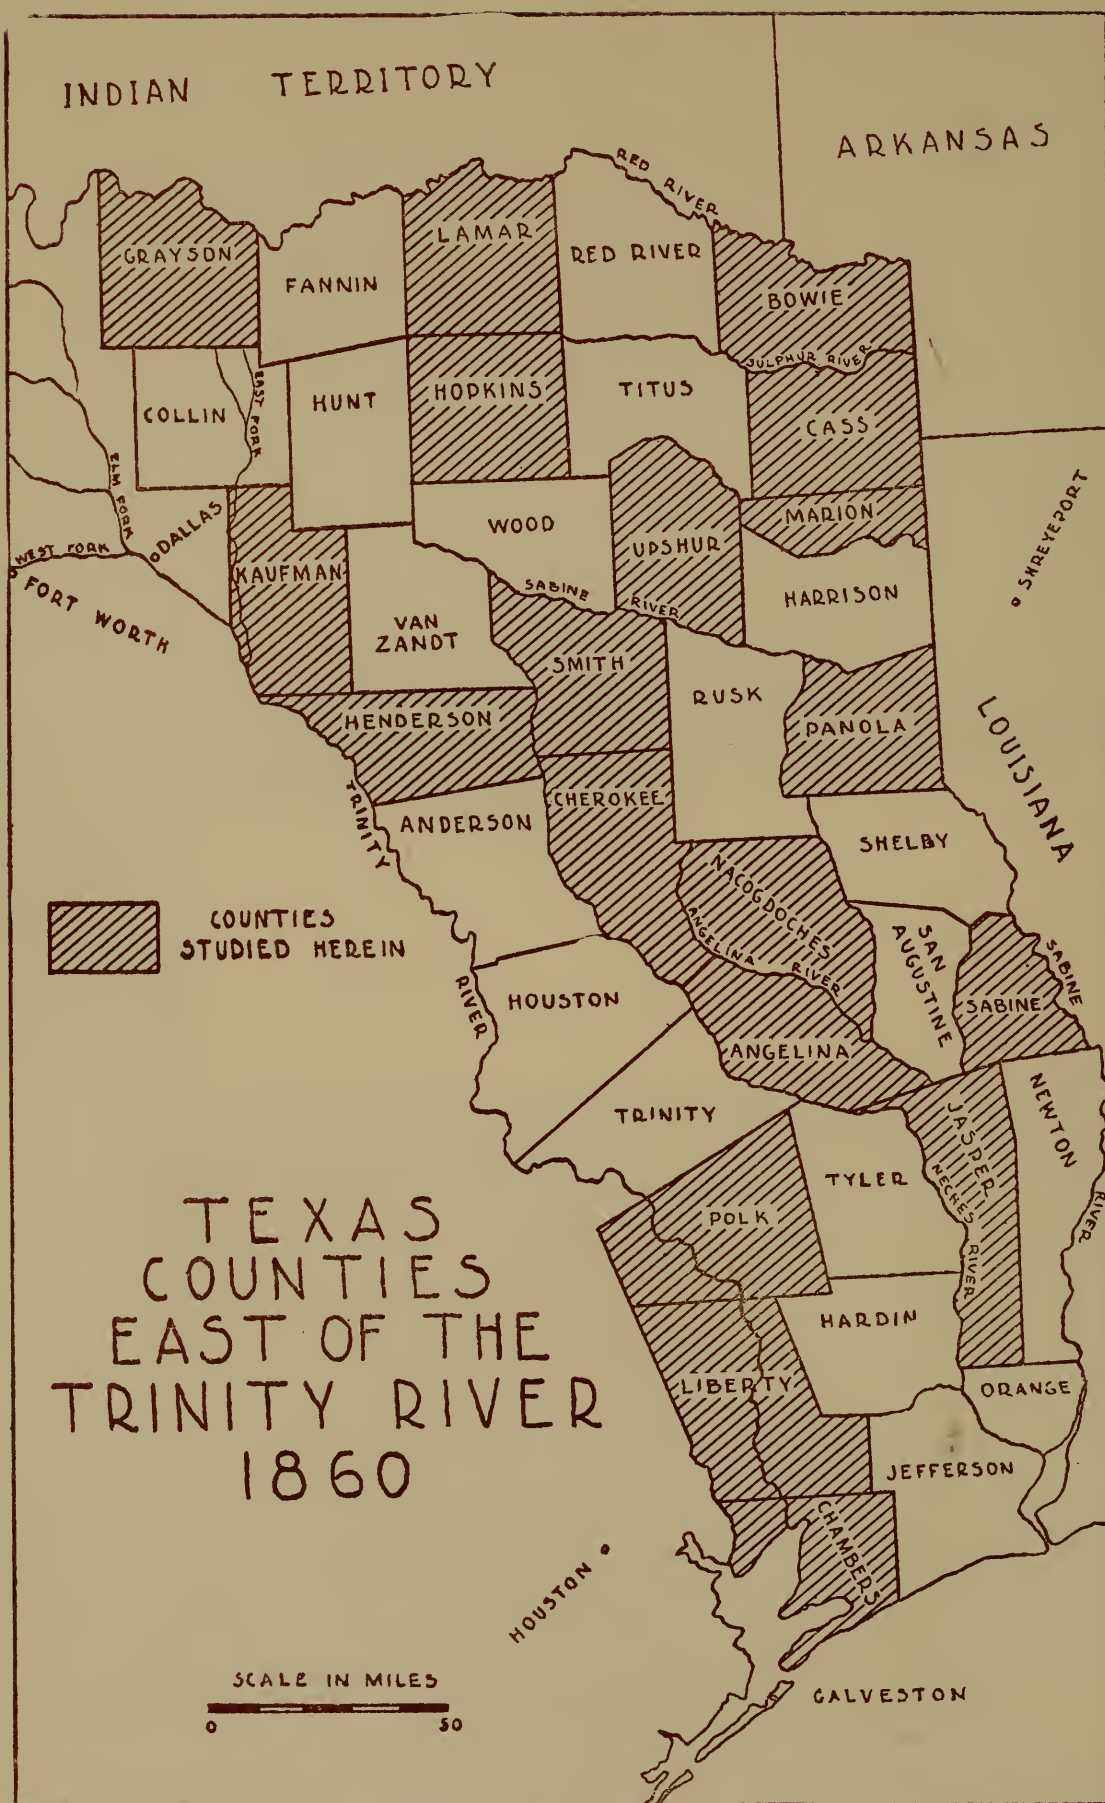 INDIAN TERRITORY
ARKANSAS
RED RIVER
GRAYSON
LAMAR
FANNIN
RED RIVER
BOWIE
SULPHUR RIVER
COLLIN
EAST FORK
HUNT
HOPKINS
TITUS
CASS
ELM FORK
DALLAS
WEST FORK
FORT WORTH
KAUFMAN
WOOD
UPSHUR
MARION
SHREVEPORT
HARRISON
SABINE RIVER
VAN
ZANDT
SMITH
RUSK
PANOLA
HENDERSON
LOUISIANA
TRINITY RIVER
ANDERSON
CHEROKEE
SHELBY
NACOGDOCHES
ANGELINA RIVER
SAN
AUGUSTINE
SABINE
SABINE RIVER
COUNTIES
STUDIED HEREIN
HOUSTON
ANGELINA
TRINITY
JASPER
NEWTON
NECHES RIVER
TYLER
POLK
HARDIN
LIBERTY
ORANGE
JEFFERSON
CHAMBERS
TEXAS
COUNTIES
EAST OF THE
TRINITY RIVER
1860
HOUSTON
GALVESTON
SCALE IN MILES
0 50